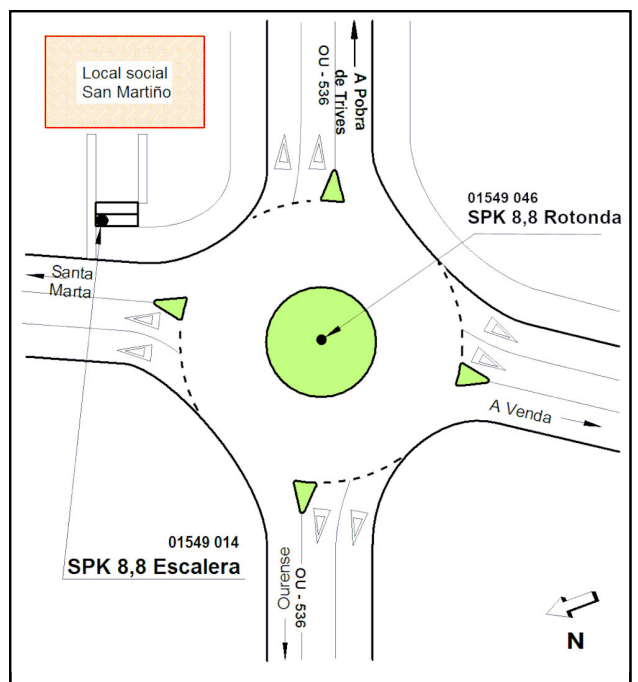 Local social
San Martiño
OU - 536
A Pobra
de Trives
01549 046
SPK 8,8 Rotonda
Santa
Marta
A Venda
01549 014
SPK 8,8 Escalera
Ourense
OU - 536
N